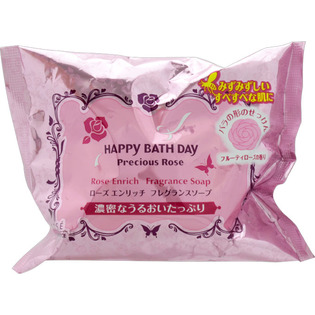 みずみずしい
すべすべな肌に
バラの形のせっけん
フルーティローズの香り
HAPPY BATH DAY
Precious Rose
Rose Enrich Fragrance Soap
ローズ エンリッチ フレグランスソープ
濃密なうるおいたっぷり